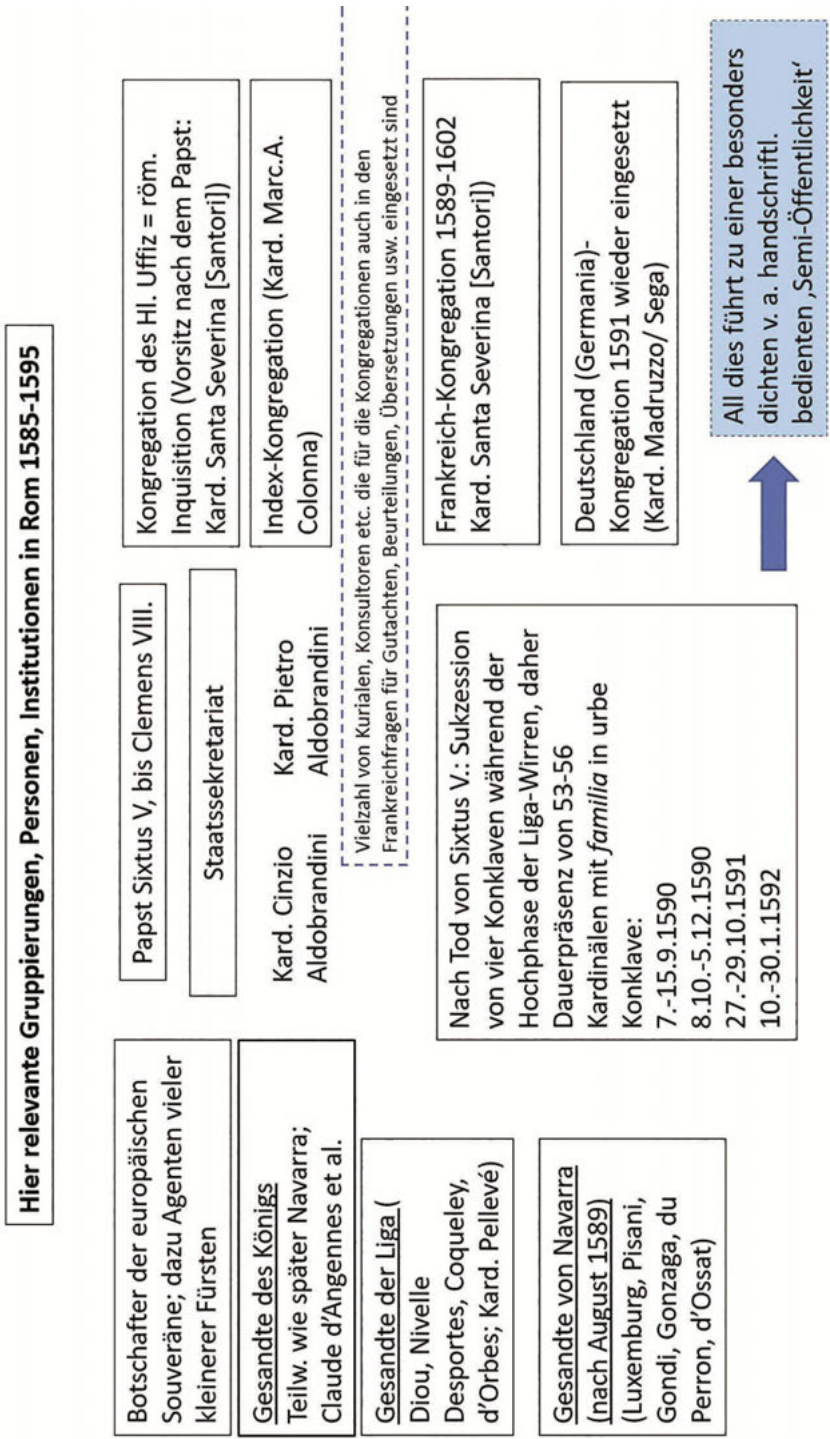 Hier relevante Gruppierungen, Personen, Institutionen in Rom 1585-1595
Botschafter der europäischen
Souveräne; dazu Agenten vieler
kleinerer Fürsten
Gesandte des Königs
Teilw. wie später Navarra;
Claude d’Angennes et al.
Gesandte der Liga (
Diou, Nivelle
Desportes, Coqueley,
d’Orbes; Kard. Pellevé)
Gesandte von Navarra
(nach August 1589)
(Luxemburg, Pisani,
Gondi, Gonzaga, du
Perron, d’Ossat)
Papst Sixtus V, bis Clemens VIII.
Staatssekretariat
Kard. Cinzio
Aldobrandini
Kard. Pietro
Aldobrandini
Nach Tod von Sixtus V.: Sukzession
von vier Konklaven während der
Hochphase der Liga-Wirren, daher
Dauerpräsenz von 53-56
Kardinälen mit familia in urbe
Konklave:
7.-15.9.1590
8.10.-5.12.1590
27.-29.10.1591
10.-30.1.1592
Kongregation des Hl. Uffiz = röm.
Inquisition (Vorsitz nach dem Papst:
Kard. Santa Severina [Santori])
Index-Kongregation (Kard. Marc.A.
Colonna)
Vielzahl von Kurialen, Konsultoren etc. die für die Kongregationen auch in den
Frankreichfragen für Gutachten, Beurteilungen, Übersetzungen usw. eingesetzt sind
Frankreich-Kongregation 1589-1602
Kard. Santa Severina [Santori])
Deutschland (Germania)-
Kongregation 1591 wieder eingesetzt
(Kard. Madruzzo/ Sega)
All dies führt zu einer besonders
dichten v. a. handschriftl.
bedienten ‚Semi-Öffentlichkeit‘